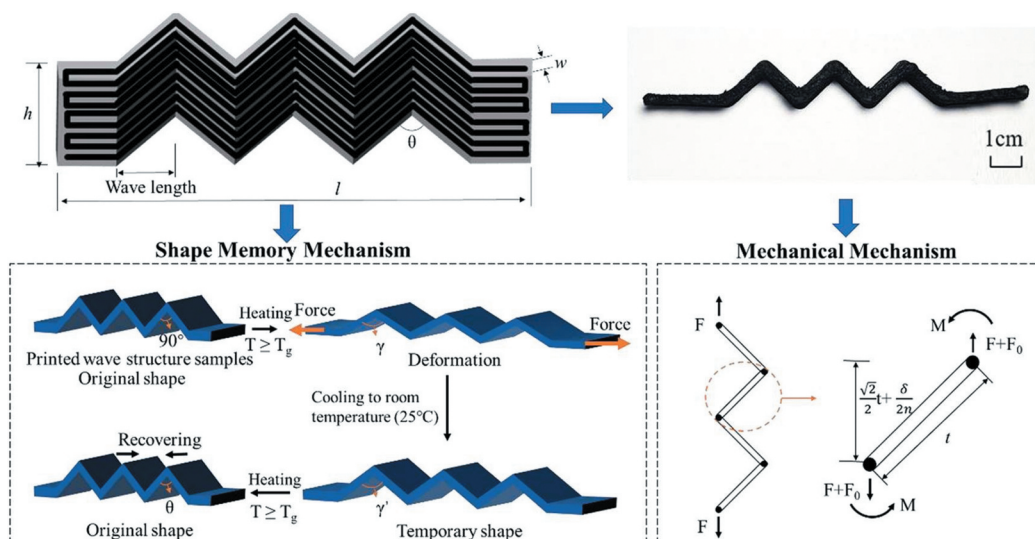 h
w
θ
Wave length
l
1cm
Shape Memory Mechanism
Mechanical Mechanism
90°
Printed wave structure samples
Original shape
Heating
T ≥ Tg
Force
Force
γ
Deformation
Cooling to room
temperature (25°C)
Recovering
θ
Original shape
Heating
T ≥ Tg
γ'
Temporary shape
F
F
M
F+F₀
√2/2 t+ δ/2n
t
F+F₀
M